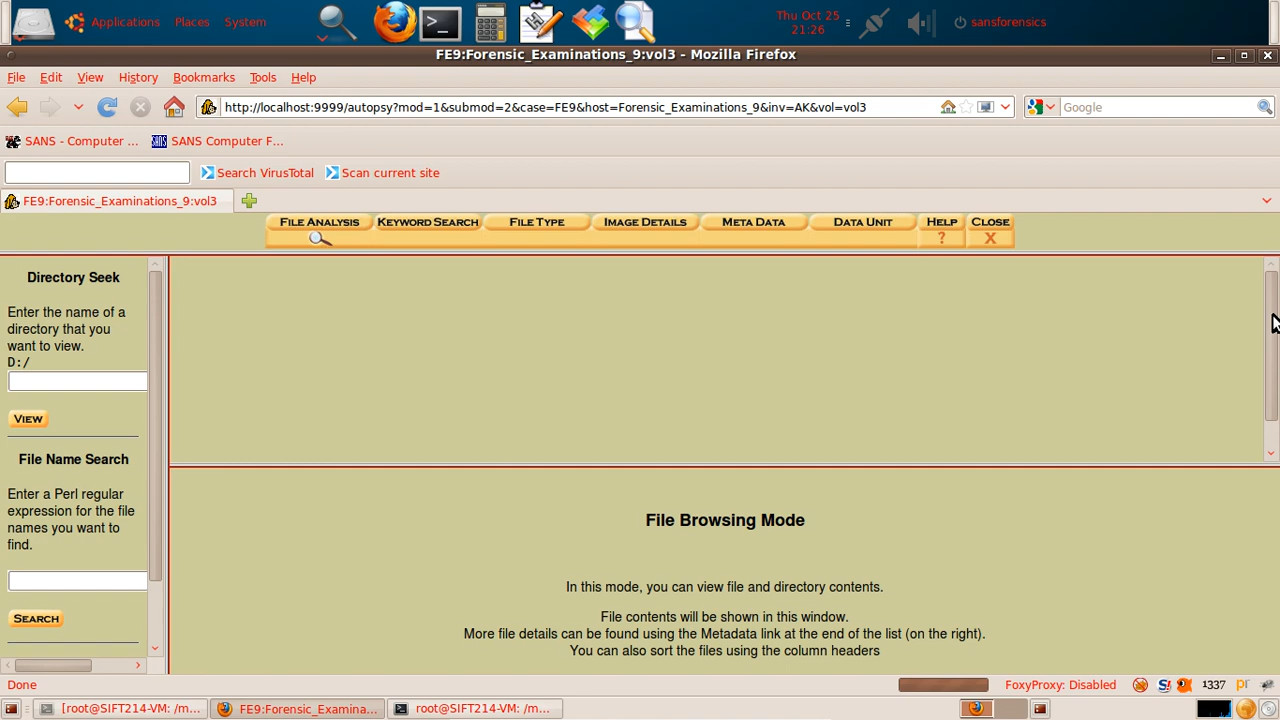 Applications Places System
Thu Oct 25
21:26
sansforensics
FE9:Forensic_Examinations_9:vol3 - Mozilla Firefox
File Edit View History Bookmarks Tools Help
http://localhost:9999/autopsy?mod=1&submod=2&case=FE9&host=Forensic_Examinations_9&inv=AK&vol=vol3
Google
SANS - Computer ... SANS Computer F...
Search VirusTotal Scan current site
FE9:Forensic_Examinations_9:vol3
FILE ANALYSIS KEYWORD SEARCH FILE TYPE IMAGE DETAILS META DATA DATA UNIT HELP CLOSE
? X
Directory Seek
Enter the name of a
directory that you
want to view.
D:/
VIEW
File Name Search
Enter a Perl regular
expression for the file
names you want to
find.
SEARCH
File Browsing Mode
In this mode, you can view file and directory contents.
File contents will be shown in this window.
More file details can be found using the Metadata link at the end of the list (on the right).
You can also sort the files using the column headers
Done
FoxyProxy: Disabled
1337
pr
[root@SIFT214-VM: /m...
FE9:Forensic_Examina...
root@SIFT214-VM: /m...